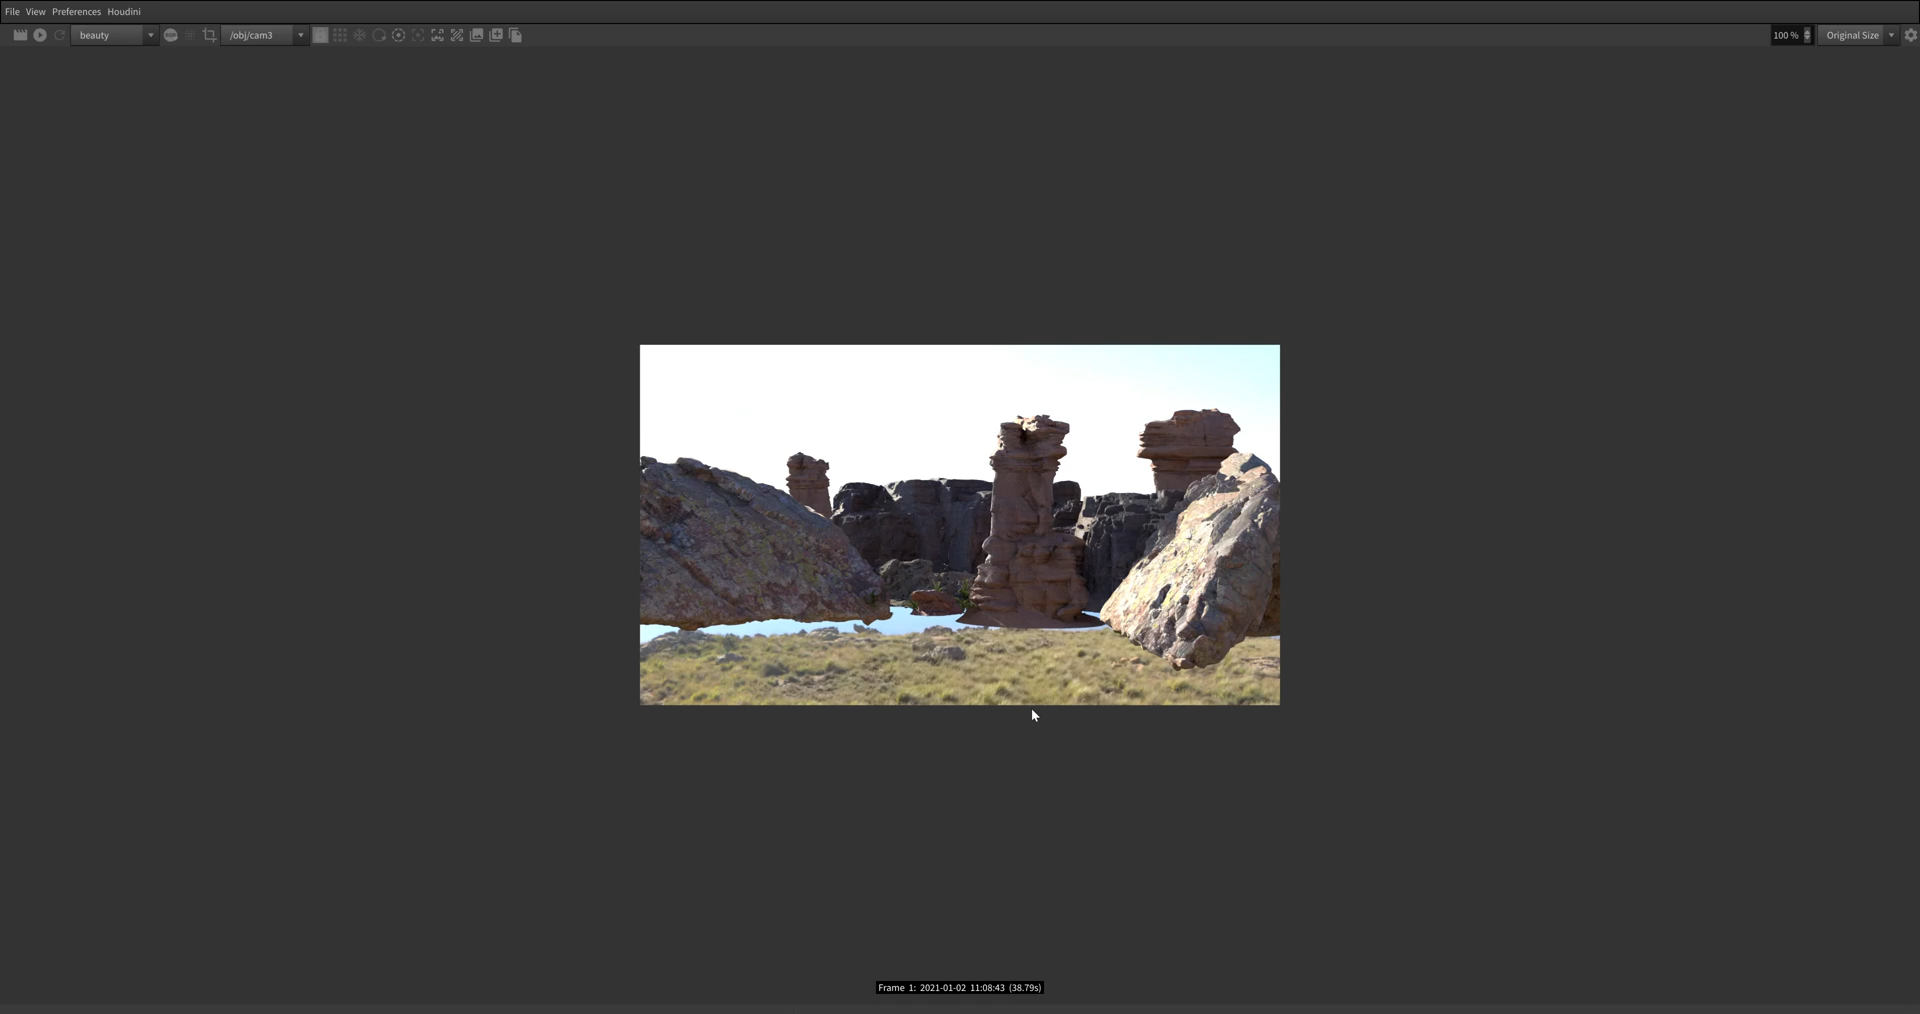 File View Preferences Houdini
beauty /obj/cam3 100 % Original Size
Frame 1: 2021-01-02 11:08:43 (38.79s)